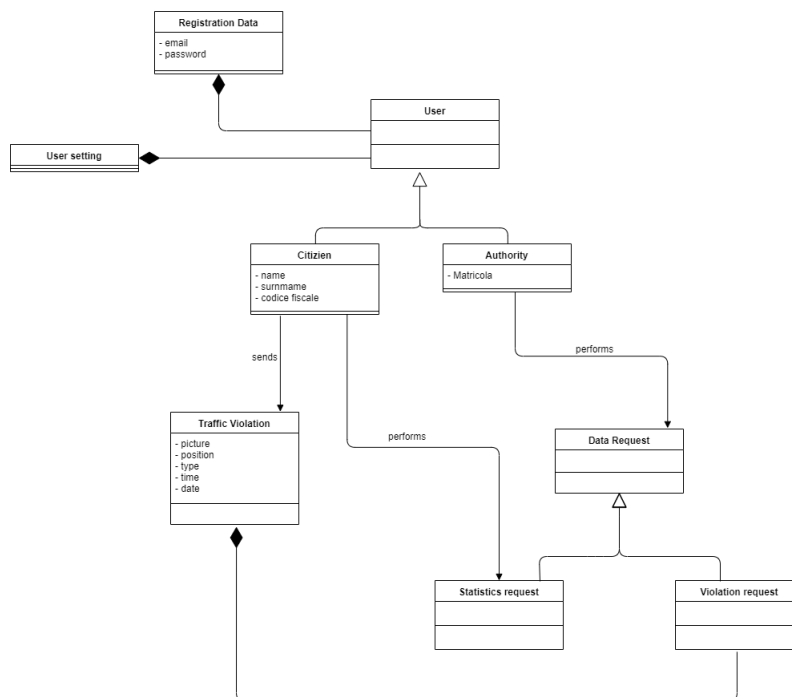 Registration Data
- email
- password
User
User setting
Citizien
- name
- surnmame
- codice fiscale
Authority
- Matricola
sends
performs
Traffic Violation
- picture
- position
- type
- time
- date
performs
Data Request
Statistics request
Violation request